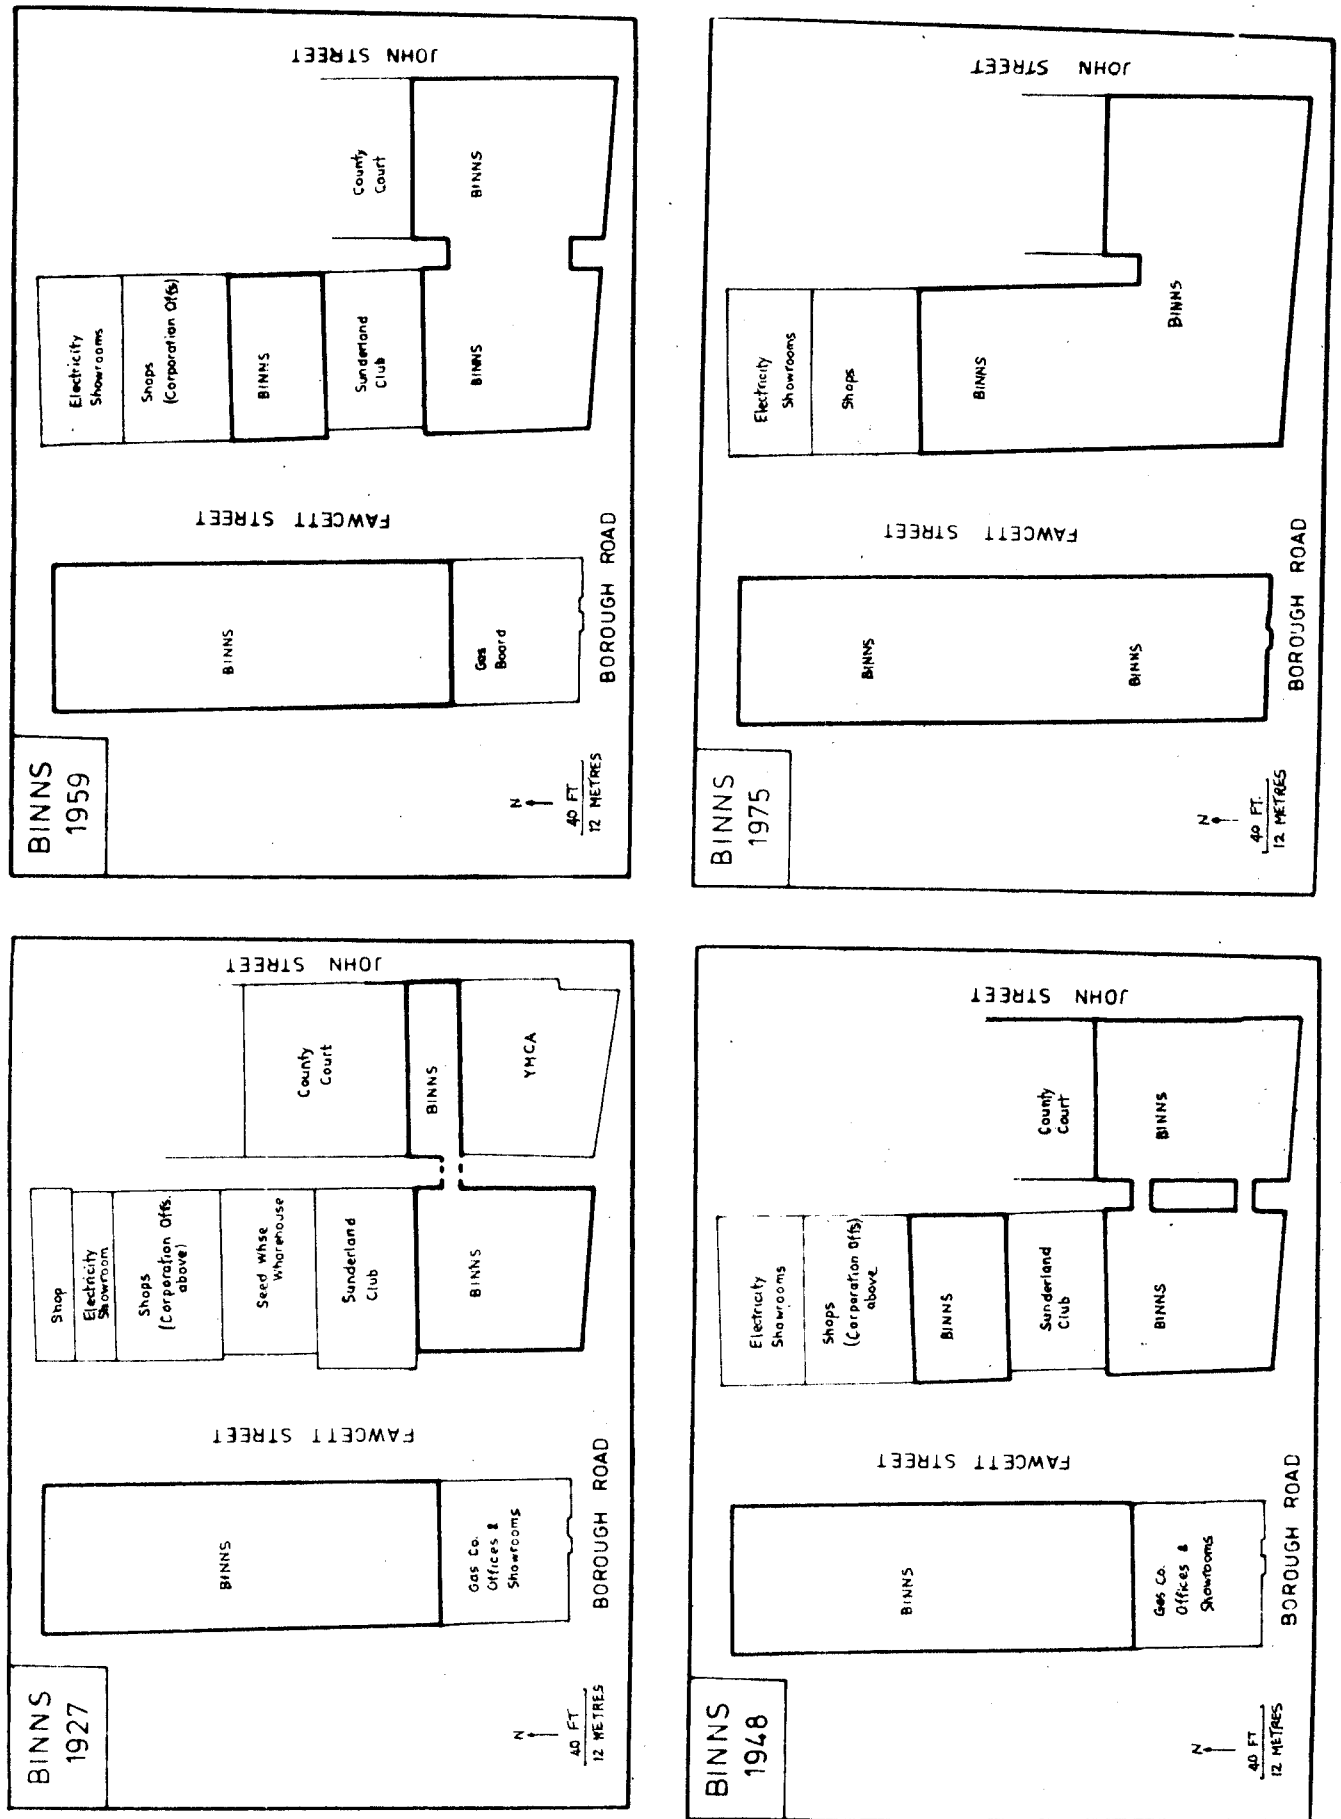 BINNS
1927
N
40 FT
12 METRES
BINNS
Gas Co.
Offices &
Showrooms
BOROUGH ROAD
FAWCETT STREET
Shop
Electricity
Showroom
Shops
(Corporation Offs.
above)
Seed Whse
Wharehouse
Sunderland
Club
BINNS
County
Court
BINNS
YMCA
JOHN STREET
BINNS
1959
N
40 FT
12 METRES
BINNS
Gas
Board
BOROUGH ROAD
FAWCETT STREET
Electricity
Showrooms
Shops
(Corporation Offs)
BINNS
Sunderland
Club
BINNS
County
Court
BINNS
JOHN STREET
BINNS
1948
N
40 FT
12 METRES
BINNS
Gas Co.
Offices &
Showrooms
BOROUGH ROAD
FAWCETT STREET
Electricity
Showrooms
Shops
(Corporation Offs)
above
BINNS
Sunderland
Club
BINNS
County
Court
BINNS
JOHN STREET
BINNS
1975
N
40 FT.
12 METRES
BINNS
BINNS
BOROUGH ROAD
FAWCETT STREET
Electricity
Showrooms
Shops
BINNS
BINNS
JOHN STREET